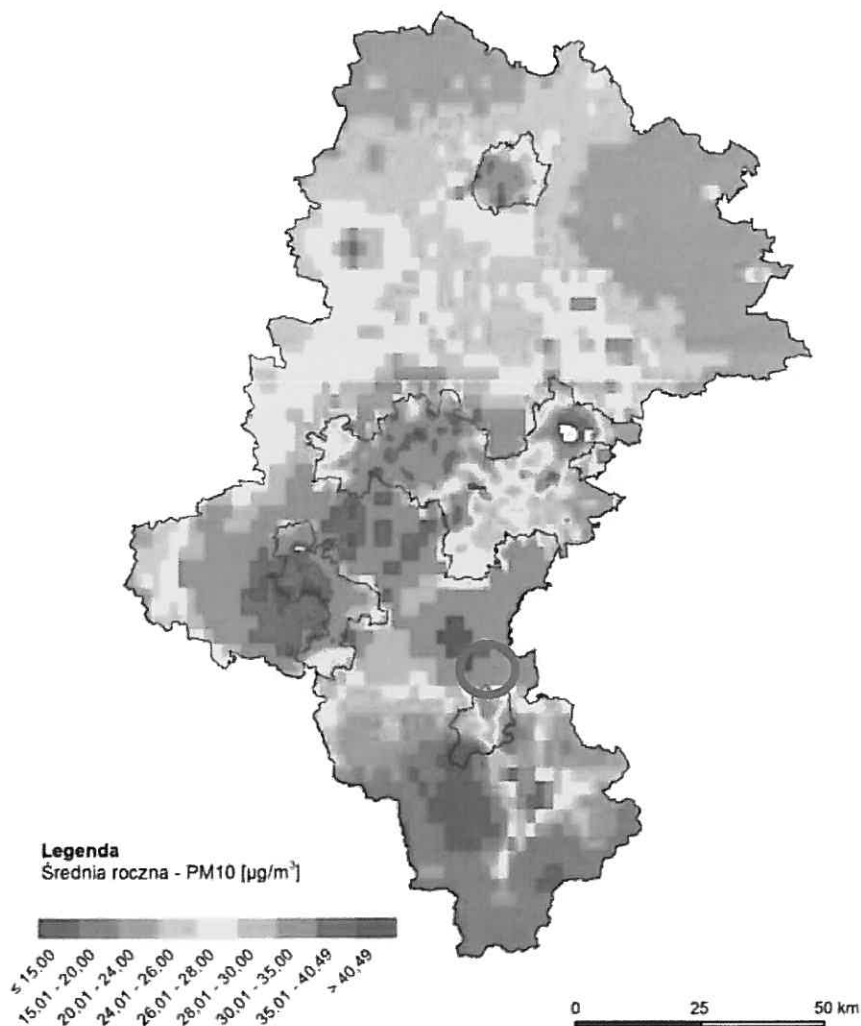 Legenda
Średnia roczna - PM10 [µg/m³]
≤ 15,00
15,01 - 20,00
20,01 - 24,00
24,01 - 26,00
26,01 - 28,00
28,01 - 30,00
30,01 - 35,00
35,01 - 40,49
> 40,49
0 25 50 km